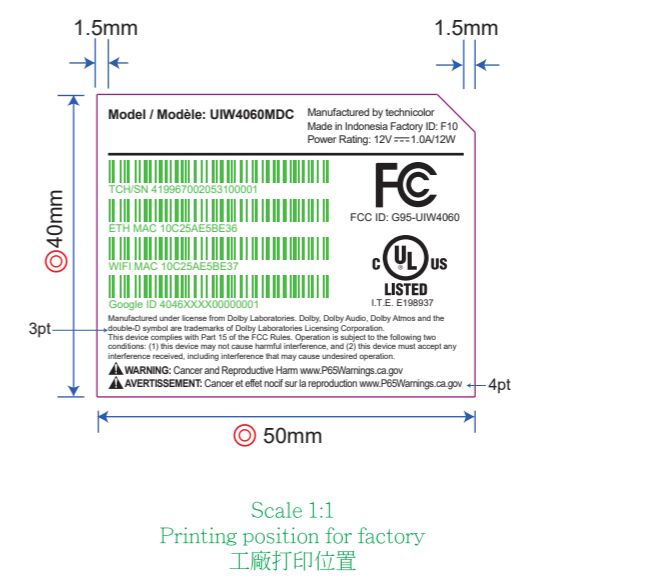 1.5mm
1.5mm
Model / Modèle: UIW4060MDC
Manufactured by technicolor
Made in Indonesia Factory ID: F10
Power Rating: 12V ⎓ 1.0A/12W
TCH/SN 419967002053100001
FC
FCC ID: G95-UIW4060
ETH MAC 10C25AE5BE36
WIFI MAC 10C25AE5BE37
C UL ® US
LISTED
I.T.E. E198937
Google ID 4046XXXX00000001
40mm
3pt
Manufactured under license from Dolby Laboratories. Dolby, Dolby Audio, Dolby Atmos and the
double-D symbol are trademarks of Dolby Laboratories Licensing Corporation.
This device complies with Part 15 of the FCC Rules. Operation is subject to the following two
conditions: (1) this device may not cause harmful interference, and (2) this device must accept any
interference received, including interference that may cause undesired operation.
WARNING: Cancer and Reproductive Harm www.P65Warnings.ca.gov
AVERTISSEMENT: Cancer et effet nocif sur la reproduction www.P65Warnings.ca.gov
4pt
50mm
Scale 1:1
Printing position for factory
工廠打印位置